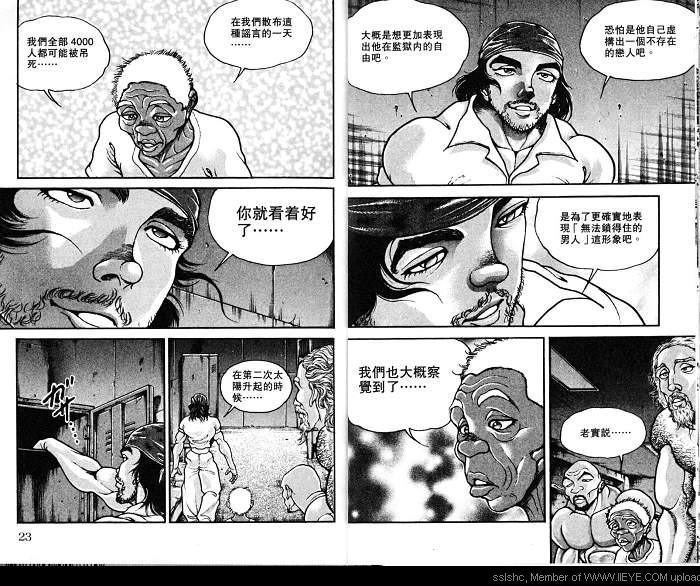 恐怕是他自己虛
構出一個不存在
的戀人吧。
大概是想更加表現
出他在監獄內的
自由吧。
是為了更確實地表
現「無法鎖得住的
男人」這形象吧。
老實説……
我們也大概察
覺到了……
在我們散布這
種謠言的一天
……
我們全部 4000
人都可能被吊
死……
你就看着好
了……
在第二次太
陽升起的時
候……
23
sslshc, Member of WWW.IIEYE.COM upload